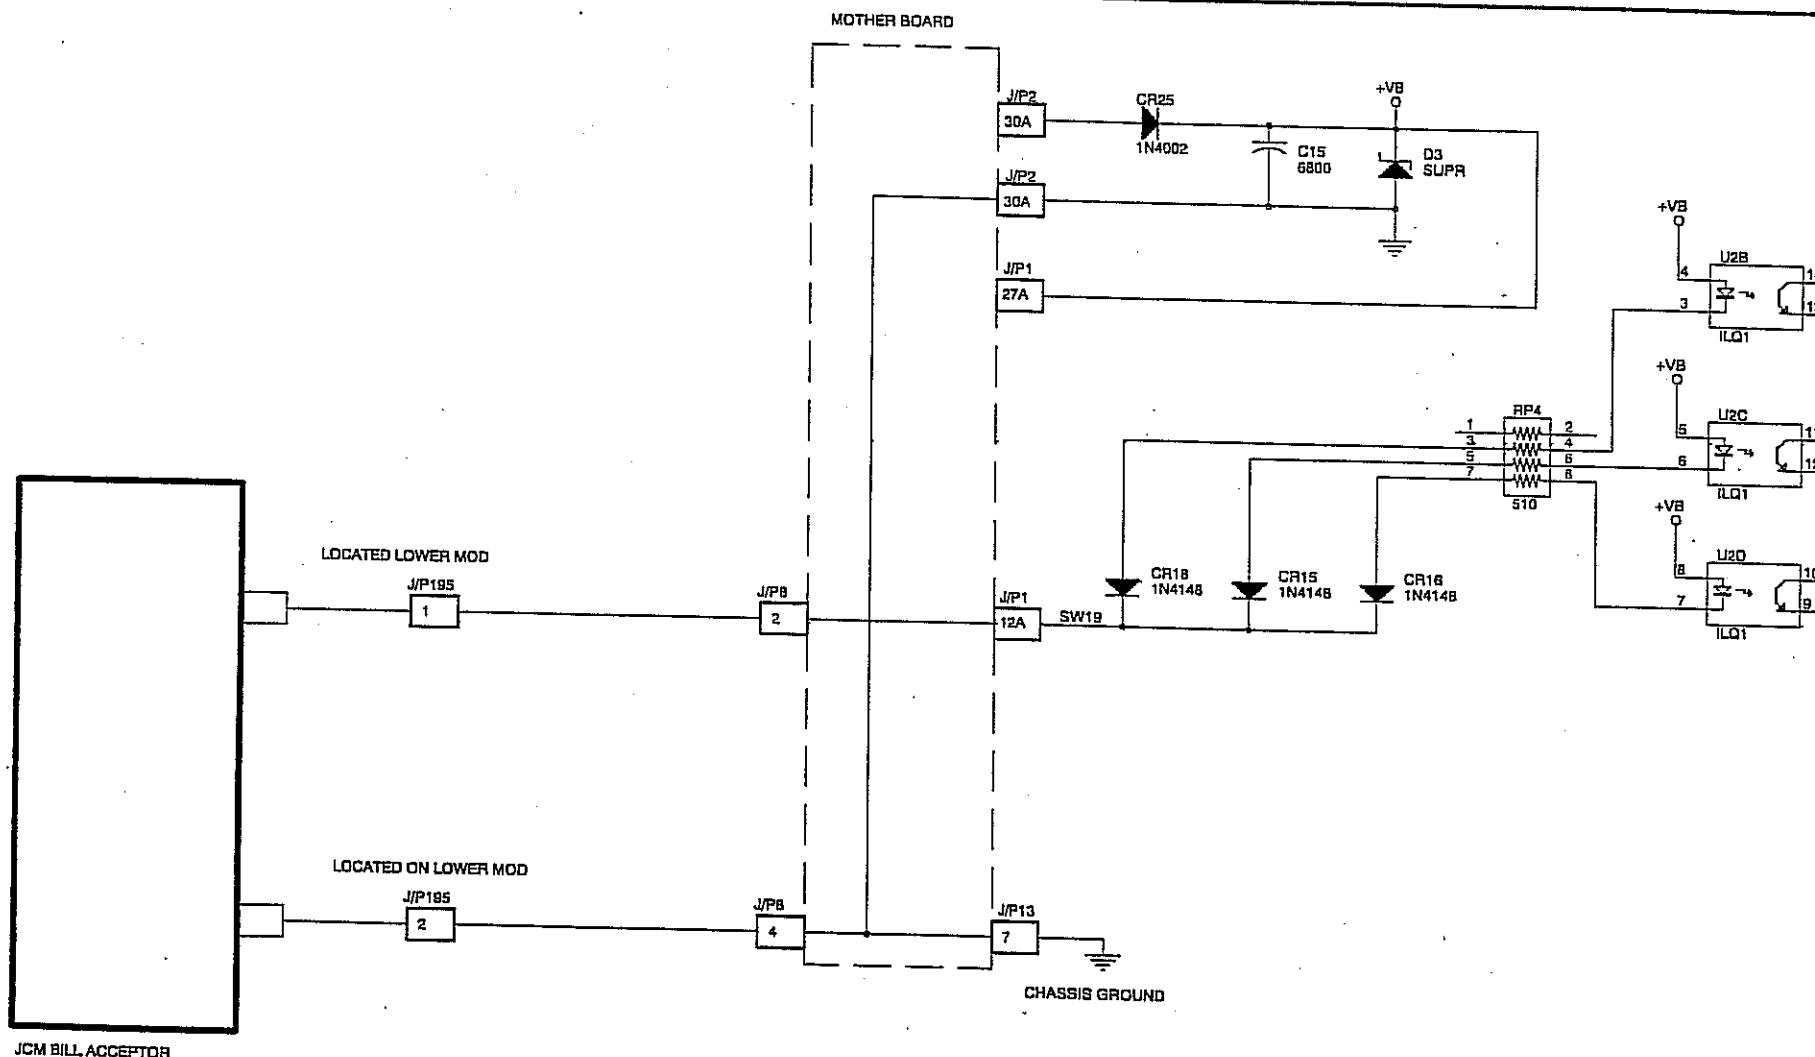 MOTHER BOARD
J/P2
30A
CR25
1N4002
+VB
C15
6800
D3
SUPR
J/P2
30A
J/P1
27A
+VB
U2B
4
3
ILQ1
+VB
U2C
5
6
ILQ1
RP4
1
2
3
4
5
6
7
8
510
+VB
U2D
8
7
10
9
ILQ1
LOCATED LOWER MOD
J/P195
1
J/P8
2
J/P1
12A
SW19
CR18
1N4148
CR15
1N4148
CR16
1N4148
LOCATED ON LOWER MOD
J/P195
2
J/P8
4
J/P13
7
CHASSIS GROUND
JCM BILL ACCEPTOR